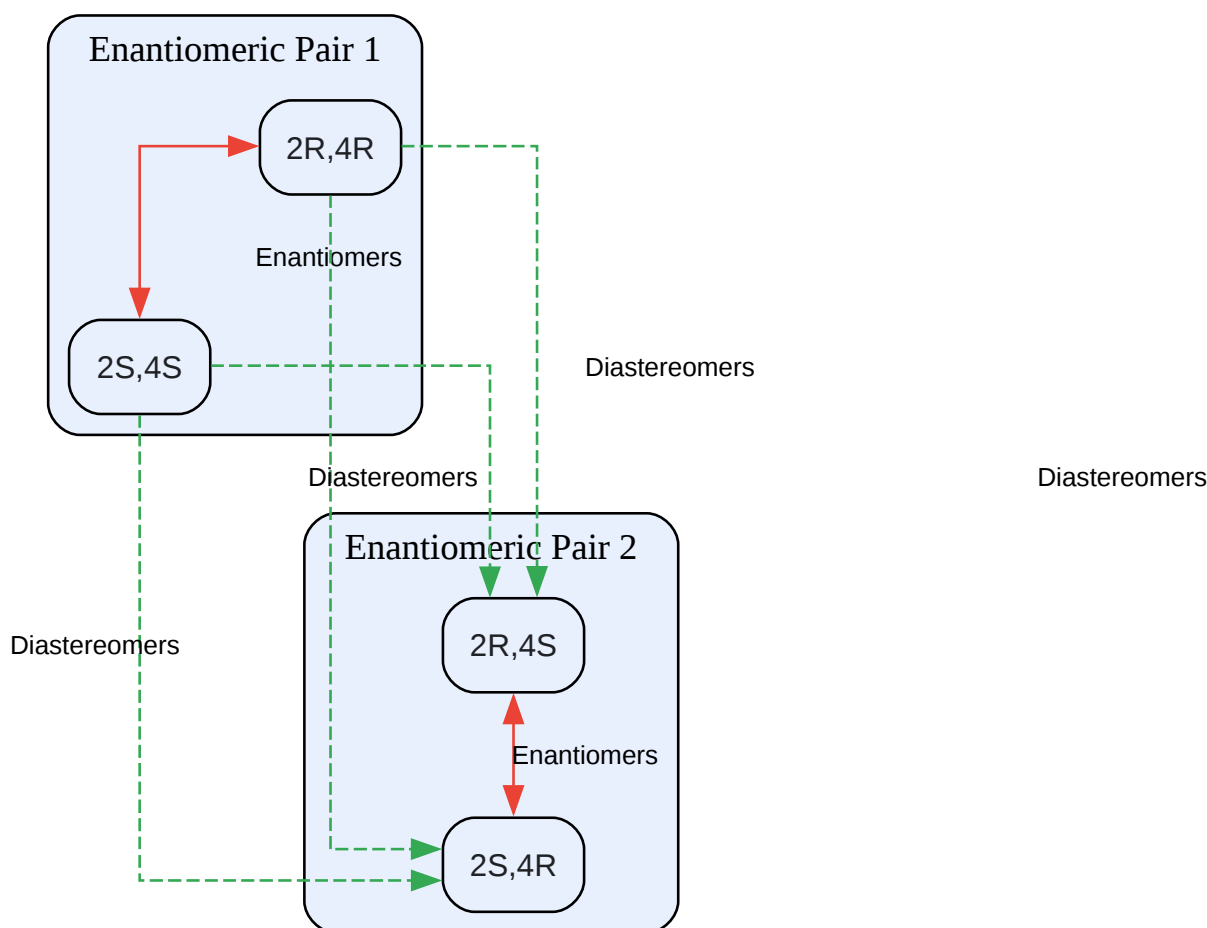 Enantiomeric Pair 1
2R,4R
Enantiomers
2S,4S
Diastereomers
Diastereomers
Diastereomers
Enantiomeric Pair 2
Diastereomers
2R,4S
Enantiomers
2S,4R